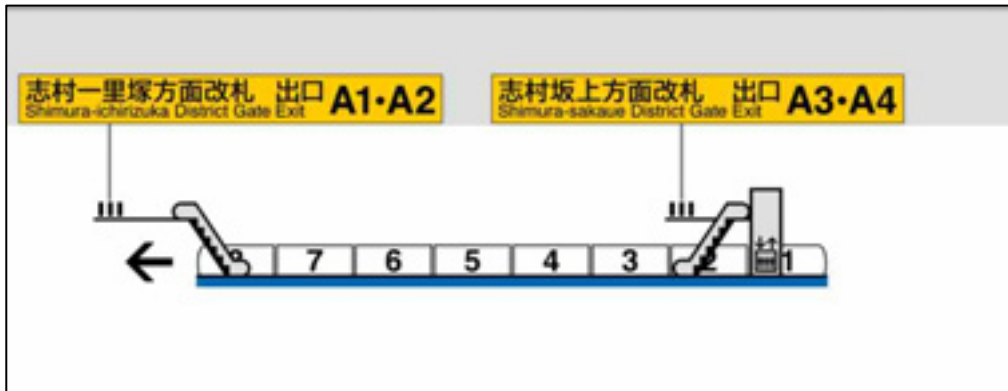 志村一里塚方面改札 出口 A1・A2
Shimura-ichirizuka District Gate Exit
志村坂上方面改札 出口 A3・A4
Shimura-sakaue District Gate Exit
7 6 5 4 3 2 1